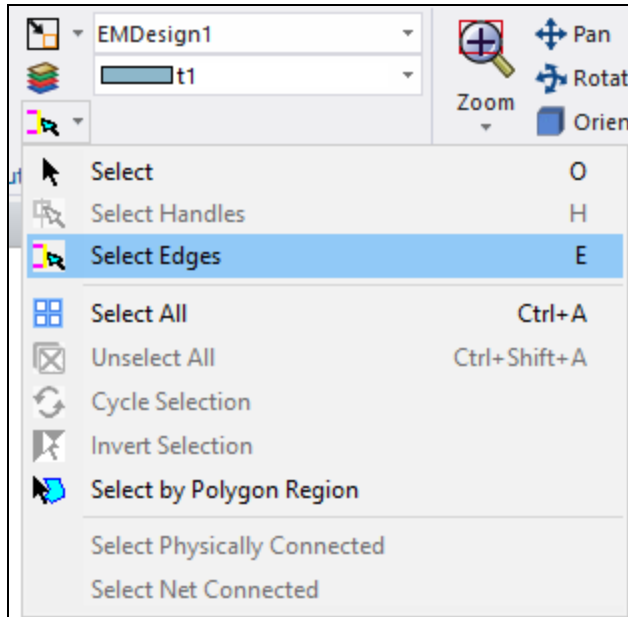 EMDesign1
t1
Zoom
Pan
Rotat
Orien
Select O
Select Handles H
Select Edges E
Select All Ctrl+A
Unselect All Ctrl+Shift+A
Cycle Selection
Invert Selection
Select by Polygon Region
Select Physically Connected
Select Net Connected